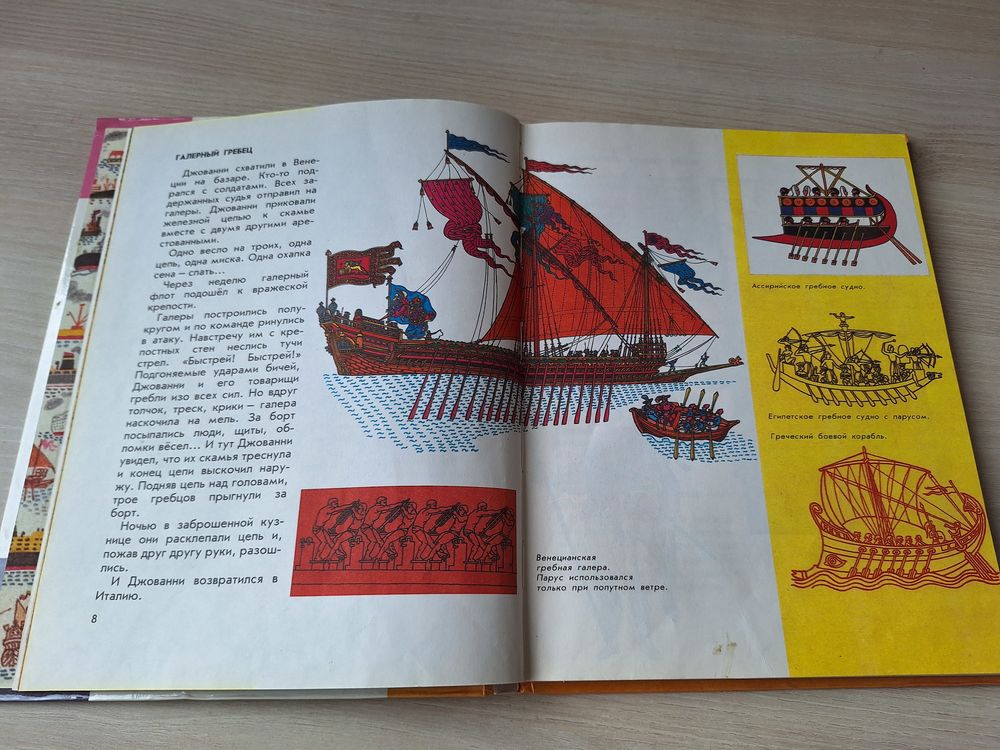 ГАЛЕРНЫЙ ГРЕБЕЦ
Джованни схватили в Вене-
ции на базаре. Кто-то под-
рался с солдатами. Всех за-
держанных судья отправил на
галеры. Джованни приковали
железной цепью к скамье
вместе с двумя другими аре-
стованными.
Одно весло на троих, одна
цепь, одна миска. Одна охапка
сена – спать...
Через неделю галерный
флот подошёл к вражеской
крепости.
Галеры построились полу-
кругом и по команде ринулись
в атаку. Навстречу им с кре-
постных стен неслись тучи
стрел. «Быстрей! Быстрей!»
Подгоняемые ударами бичей,
Джованни и его товарищи
гребли изо всех сил. Но вдруг
толчок, треск, крики – галера
наскочила на мель. За борт
посыпались люди, щиты, об-
ломки вёсел... И тут Джованни
увидел, что их скамья треснула
и конец цепи выскочил нару-
жу. Подняв цепь над головами,
трое гребцов прыгнули за
борт.
Ночью в заброшенной куз-
нице они расклепали цепь и,
пожав друг другу руки, разош-
лись.
И Джованни возвратился в
Италию.
8
Венецианская
гребная галера.
Парус использовался
только при попутном ветре.
Ассирийское гребное судно.
Египетское гребное судно с парусом.
Греческий боевой корабль.